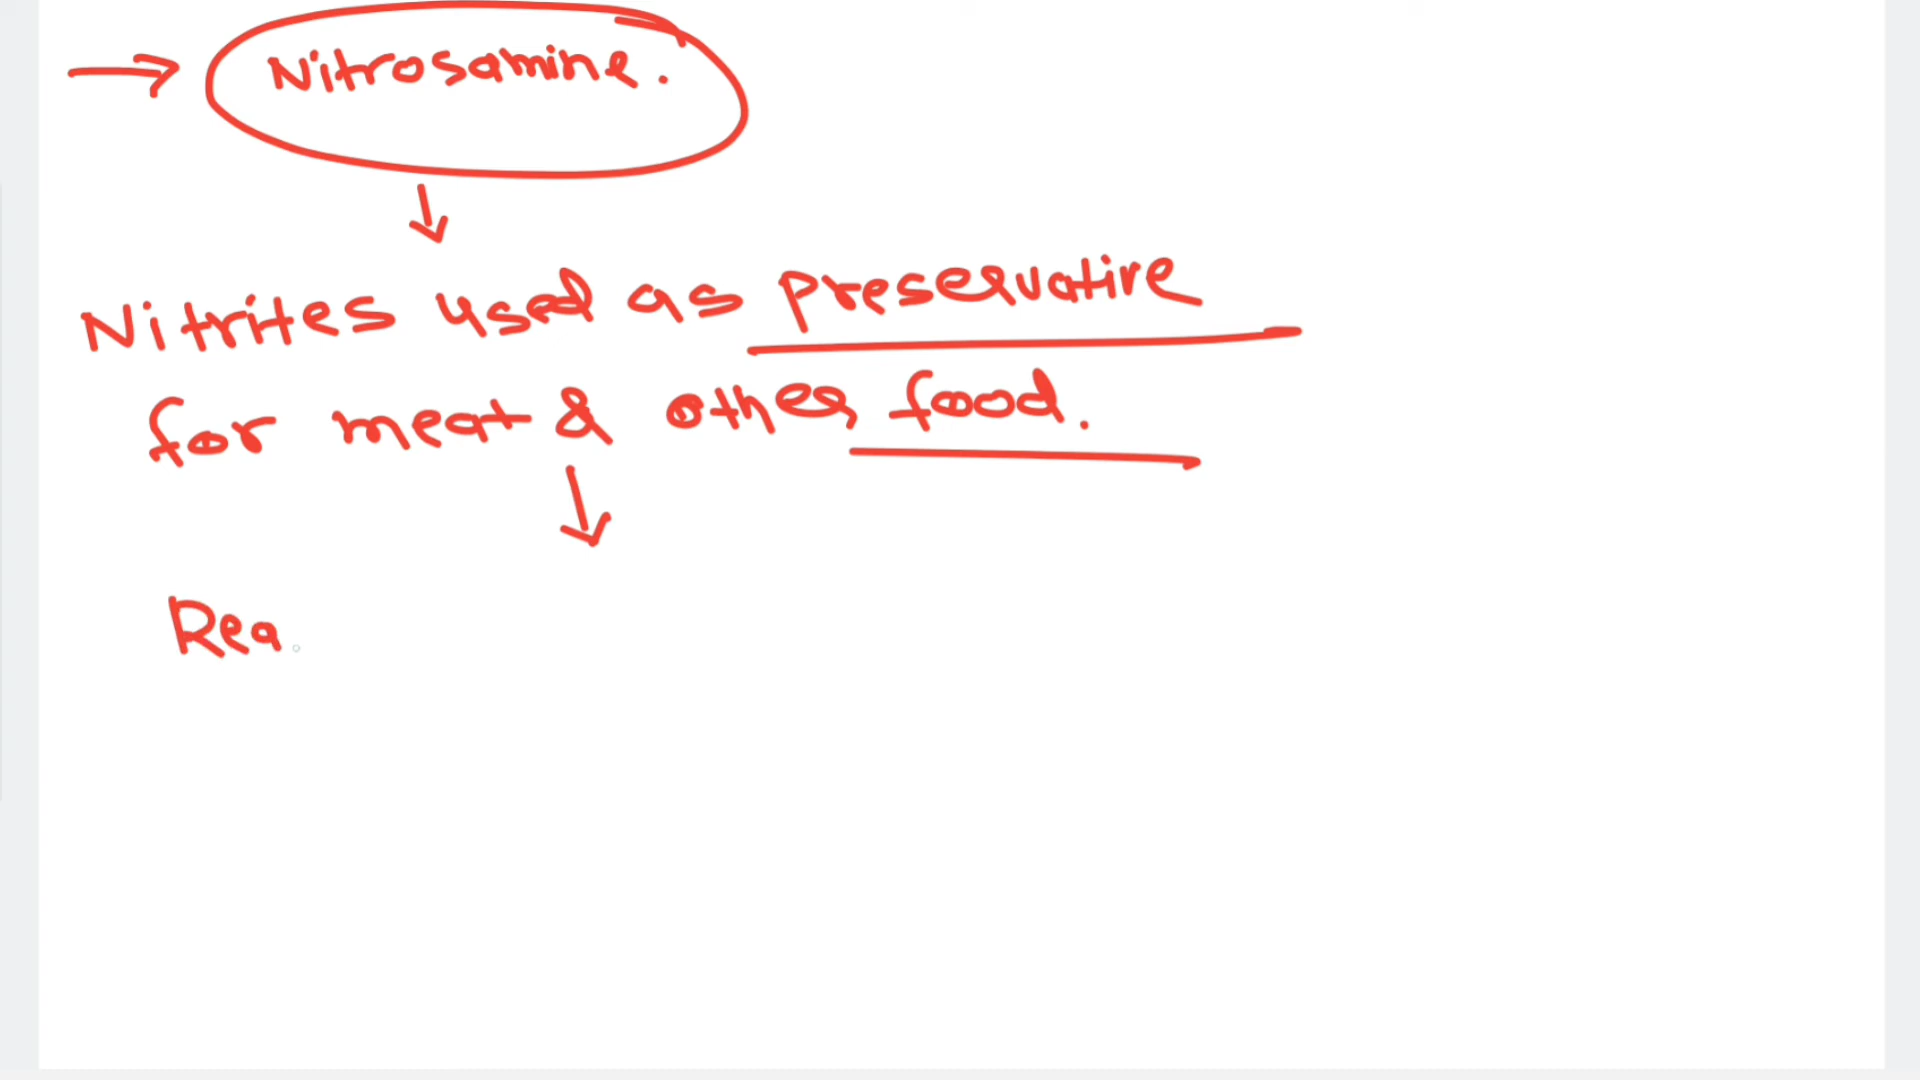 → Nitrosamine.
↓
Nitrites used as preservative
for meat & other food.
↓
Rea